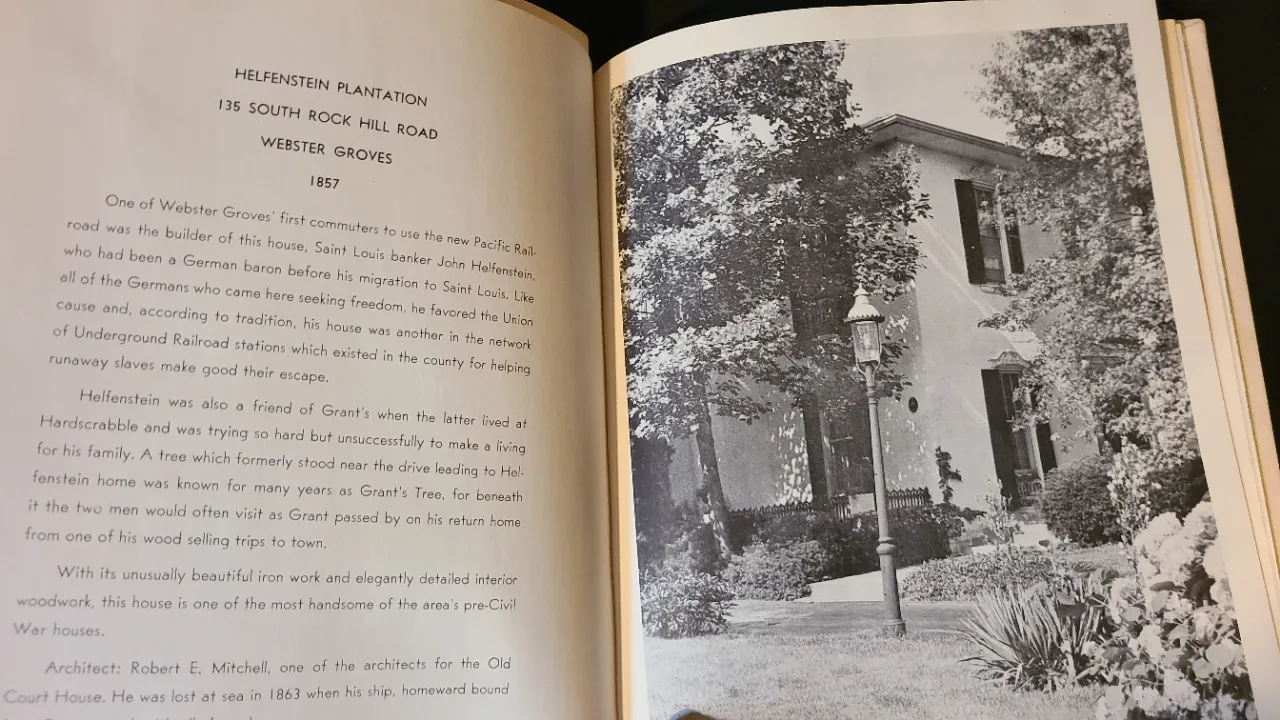 HELFENSTEIN PLANTATION
135 SOUTH ROCK HILL ROAD
WEBSTER GROVES
1857
One of Webster Groves' first commuters to use the new Pacific Rail-
road was the builder of this house, Saint Louis banker John Helfenstein,
who had been a German baron before his migration to Saint Louis. Like
all of the Germans who came here seeking freedom, he favored the Union
cause and, according to tradition, his house was another in the network
of Underground Railroad stations which existed in the county for helping
runaway slaves make good their escape.
Helfenstein was also a friend of Grant's when the latter lived at
Hardscrabble and was trying so hard but unsuccessfully to make a living
for his family. A tree which formerly stood near the drive leading to Hel-
fenstein home was known for many years as Grant's Tree, for beneath
it the two men would often visit as Grant passed by on his return home
from one of his wood selling trips to town.
With its unusually beautiful iron work and elegantly detailed interior
woodwork, this house is one of the most handsome of the area's pre-Civil
War houses.
Architect: Robert E. Mitchell, one of the architects for the Old
Court House. He was lost at sea in 1863 when his ship, homeward bound